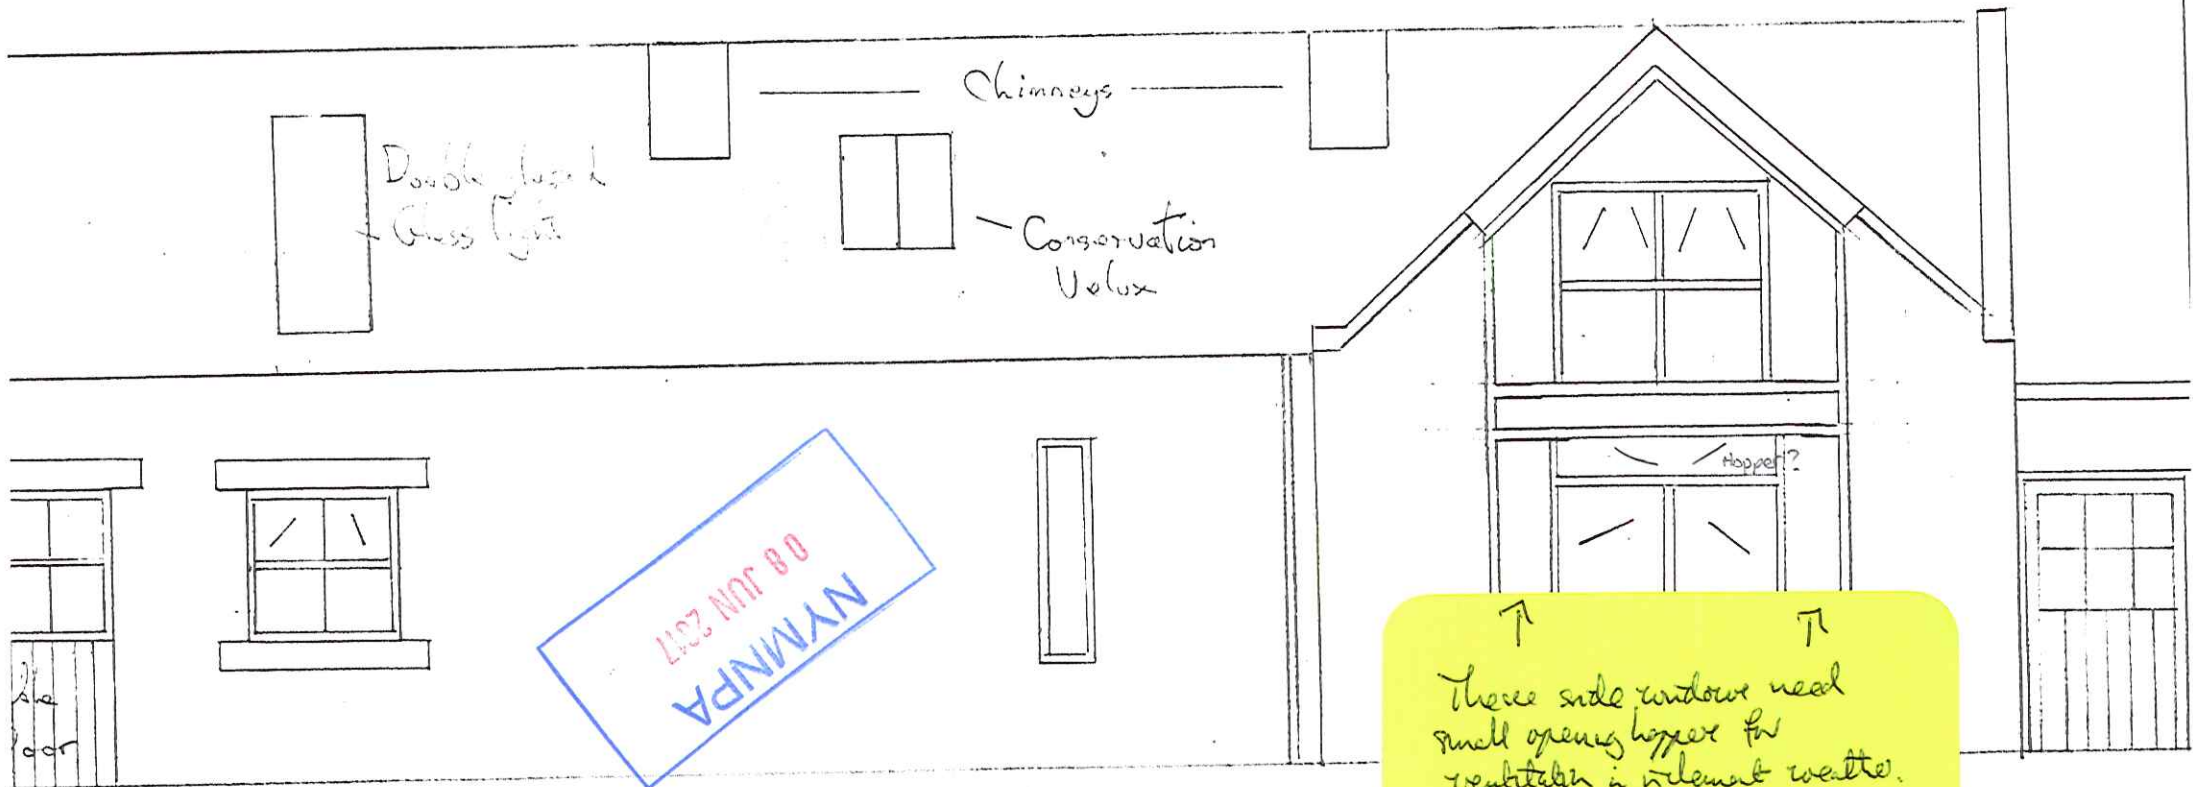 Chimneys
Double glazed
Glass light
Conservation
Velux
Hopper?
NYMNPA
08 JUN 2017
These side windows need
small opening hopper for
ventilation in inclement weather.